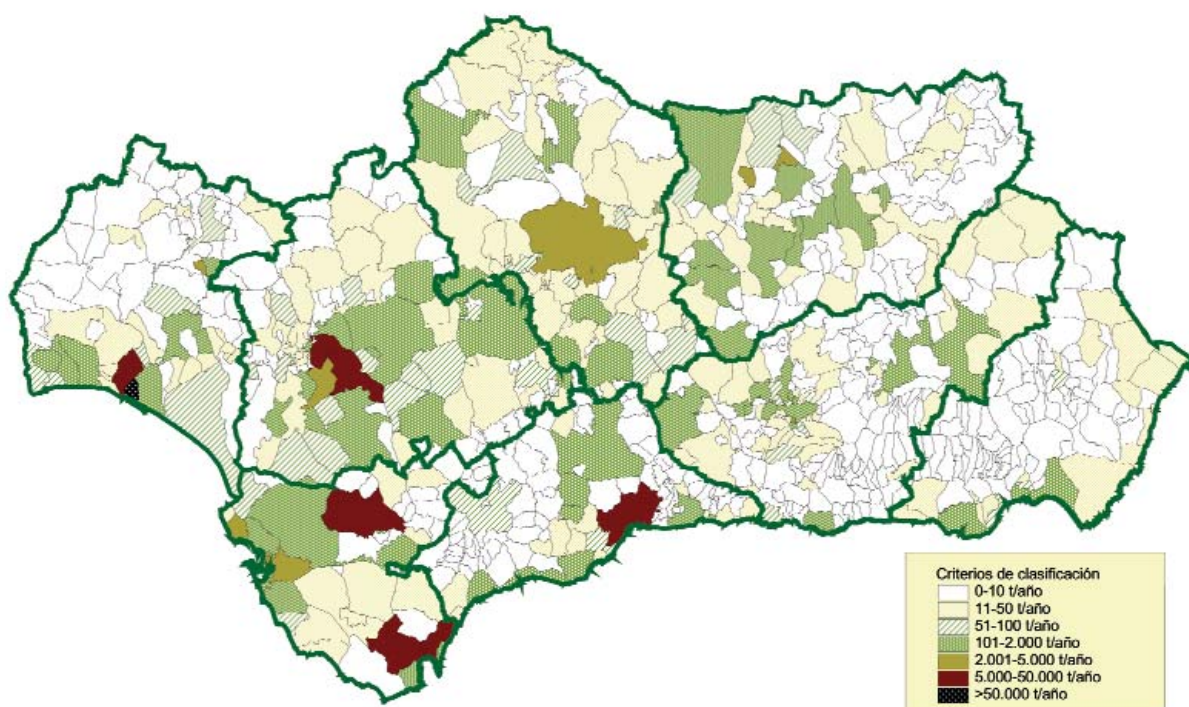 Criterios de clasificación
0-10 t/año
11-50 t/año
51-100 t/año
101-2.000 t/año
2.001-5.000 t/año
5.000-50.000 t/año
>50.000 t/año